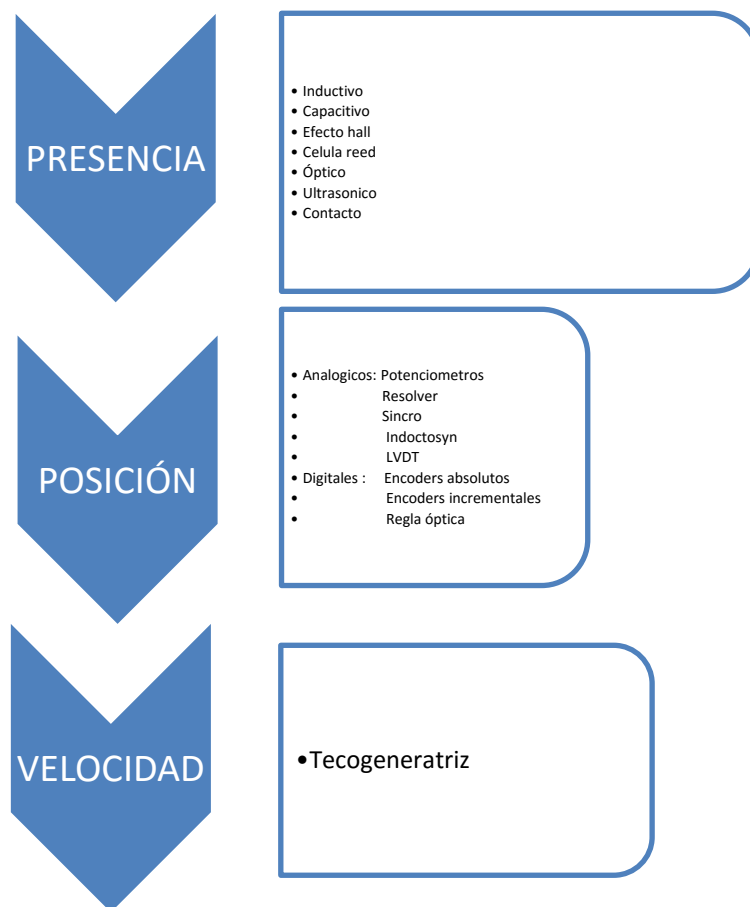 PRESENCIA
• Inductivo
• Capacitivo
• Efecto hall
• Celula reed
• Óptico
• Ultrasonico
• Contacto
POSICIÓN
• Analogicos: Potenciometros
• Resolver
• Sincro
• Indoctosyn
• LVDT
• Digitales : Encoders absolutos
• Encoders incrementales
• Regla óptica
VELOCIDAD
•Tecogeneratriz